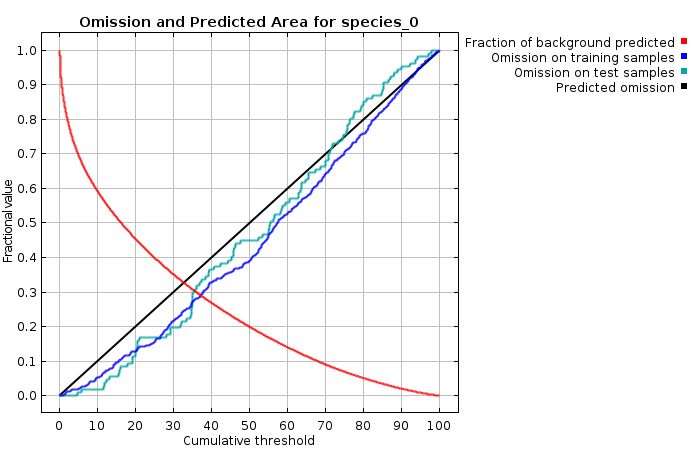 Omission and Predicted Area for species_0
Fraction of background predicted
Omission on training samples
Omission on test samples
Predicted omission
Fractional value
1.0
0.9
0.8
0.7
0.6
0.5
0.4
0.3
0.2
0.1
0.0
0 10 20 30 40 50 60 70 80 90 100
Cumulative threshold